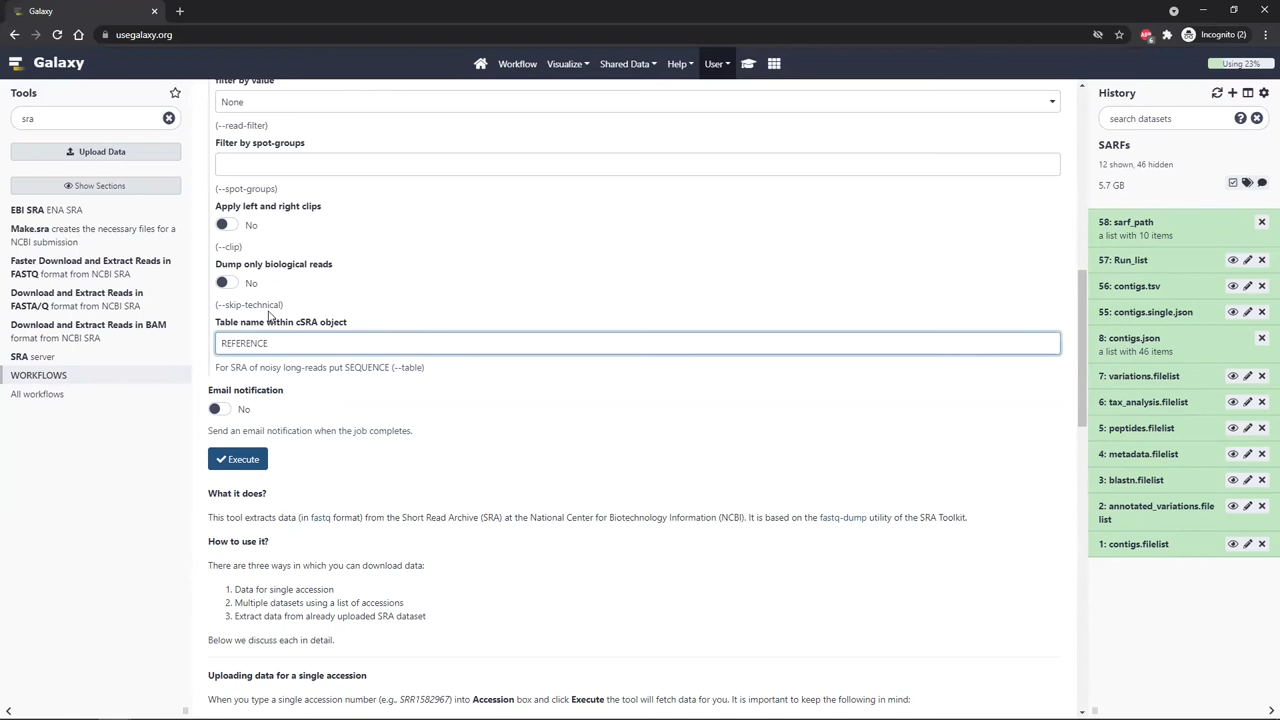 Galaxy
usegalaxy.org
Incognito (2)
6
Galaxy
Workflow
Visualize
Shared Data
Help
User
Using 23%
Tools
sra
Upload Data
Show Sections
EBI SRA ENA SRA
Make.sra creates the necessary files for a
NCBI submission
Faster Download and Extract Reads in
FASTQ format from NCBI SRA
Download and Extract Reads in
FASTA/Q format from NCBI SRA
Download and Extract Reads in BAM
format from NCBI SRA
SRA server
WORKFLOWS
All workflows
filter by value
None
(--read-filter)
Filter by spot-groups
(--spot-groups)
Apply left and right clips
No
(--clip)
Dump only biological reads
No
(--skip-technical)
Table name within cSRA object
REFERENCE
For SRA of noisy long-reads put SEQUENCE (--table)
Email notification
No
Send an email notification when the job completes.
Execute
What it does?
This tool extracts data (in fastq format) from the Short Read Archive (SRA) at the National Center for Biotechnology Information (NCBI). It is based on the fastq-dump utility of the SRA Toolkit.
How to use it?
There are three ways in which you can download data:
1. Data for single accession
2. Multiple datasets using a list of accessions
3. Extract data from already uploaded SRA dataset
Below we discuss each in detail.
Uploading data for a single accession
When you type a single accession number (e.g., SRR1582967) into Accession box and click Execute the tool will fetch data for you. It is important to keep the following in mind:
History
search datasets
SARFs
12 shown, 46 hidden
5.7 GB
58: sarf_path
a list with 10 items
57: Run_list
56: contigs.tsv
55: contigs.single.json
8: contigs.json
a list with 46 items
7: variations.filelist
6: tax_analysis.filelist
5: peptides.filelist
4: metadata.filelist
3: blastn.filelist
2: annotated_variations.file
list
1: contigs.filelist